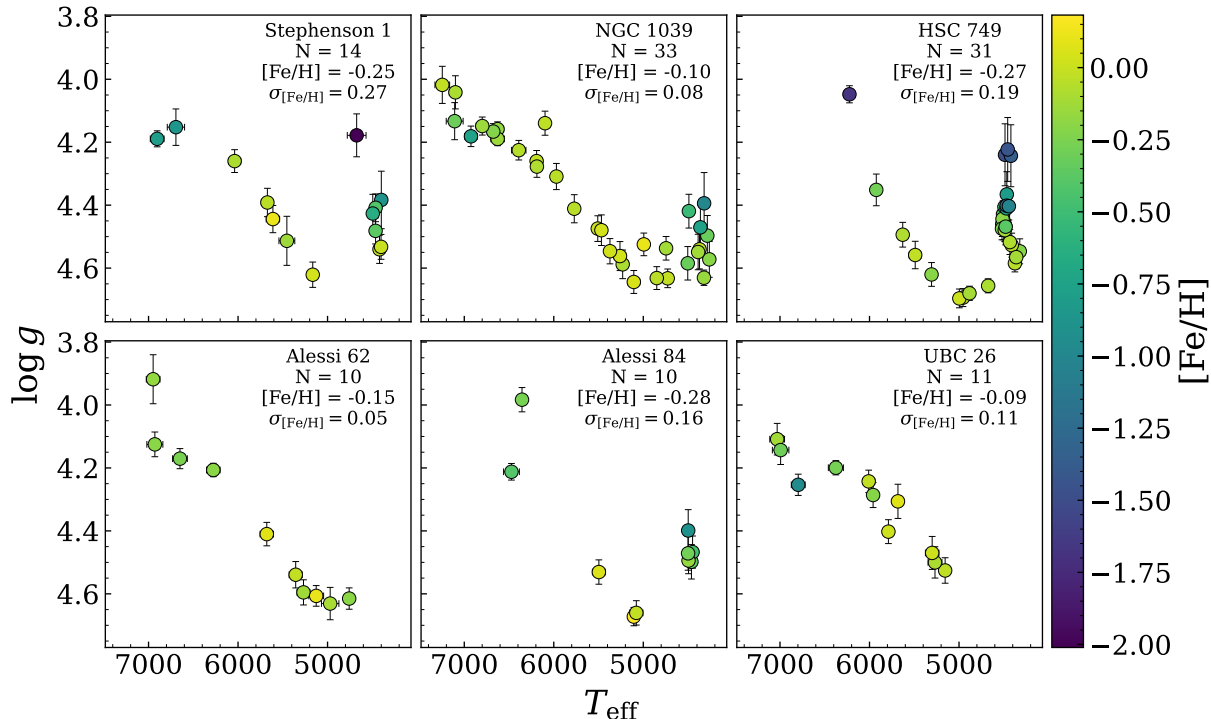 Stephenson 1
N = 14
[Fe/H] = -0.25
σ[Fe/H] = 0.27
NGC 1039
N = 33
[Fe/H] = -0.10
σ[Fe/H] = 0.08
HSC 749
N = 31
[Fe/H] = -0.27
σ[Fe/H] = 0.19
3.8
4.0
4.2
4.4
4.6
Alessi 62
N = 10
[Fe/H] = -0.15
σ[Fe/H] = 0.05
Alessi 84
N = 10
[Fe/H] = -0.28
σ[Fe/H] = 0.16
UBC 26
N = 11
[Fe/H] = -0.09
σ[Fe/H] = 0.11
3.8
4.0
4.2
4.4
4.6
7000 6000 5000
7000 6000 5000
7000 6000 5000
log g
Teff
0.00
−0.25
−0.50
−0.75
−1.00
−1.25
−1.50
−1.75
−2.00
[Fe/H]